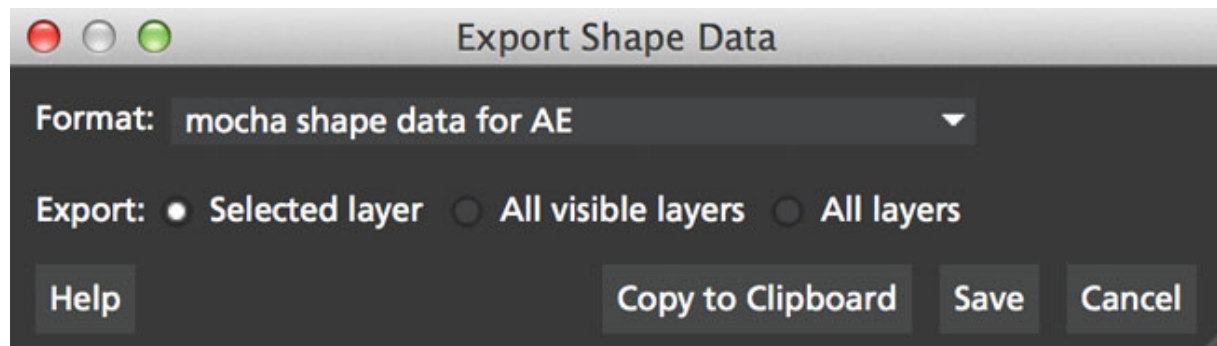 Export Shape Data
Format: mocha shape data for AE
Export: Selected layer All visible layers All layers
Help Copy to Clipboard Save Cancel